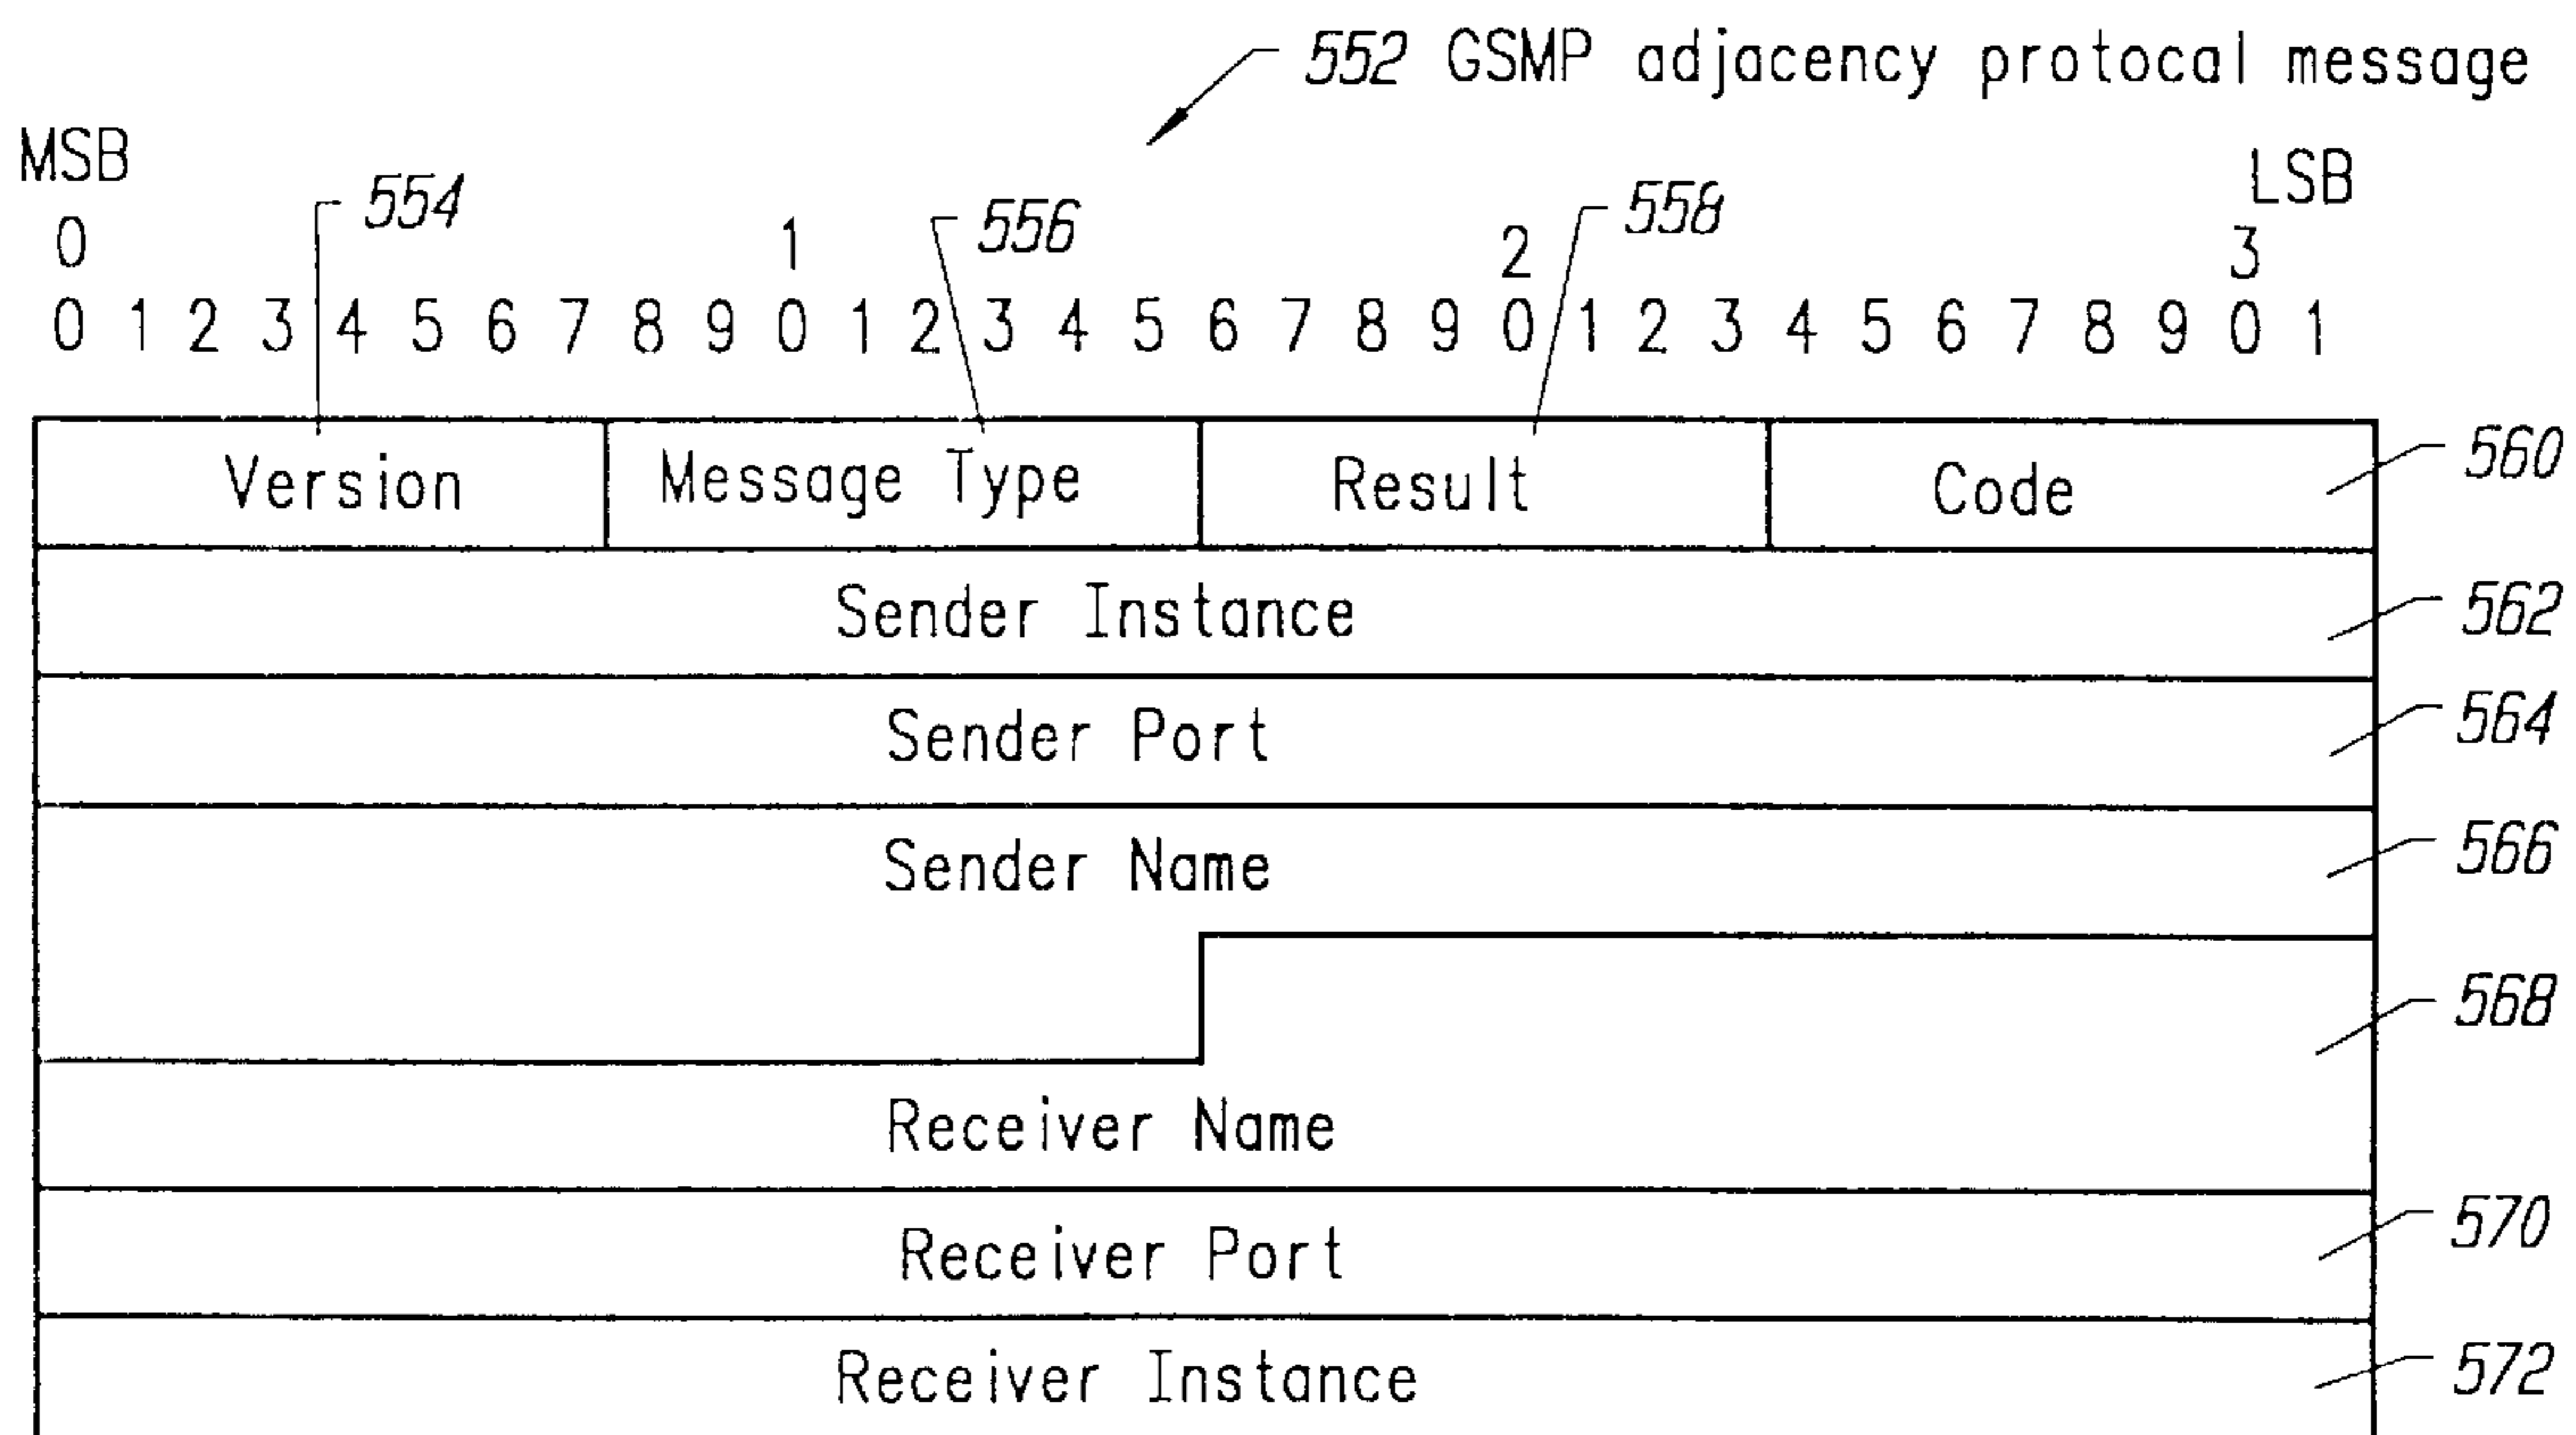 552 GSMP adjacency protocal message
MSB
LSB
554
556
558
0 1 2 3
0 1 2 3 4 5 6 7 8 9 0 1 2 3 4 5 6 7 8 9 0 1 2 3 4 5 6 7 8 9 0 1
Version Message Type Result Code 560
Sender Instance 562
Sender Port 564
Sender Name 566
568
Receiver Name
Receiver Port 570
Receiver Instance 572